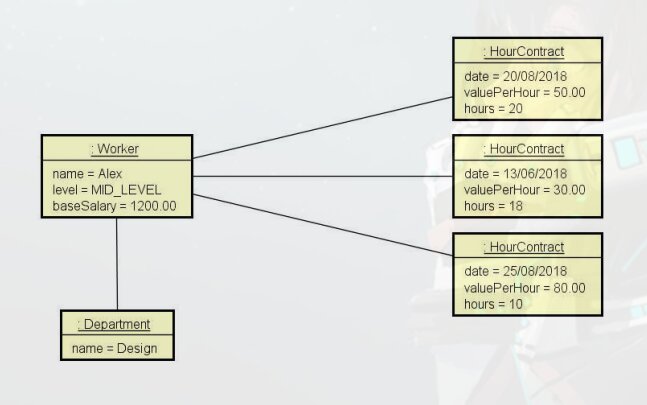 : HourContract
date = 20/08/2018
valuePerHour = 50.00
hours = 20
: Worker
name = Alex
level = MID_LEVEL
baseSalary = 1200.00
: HourContract
date = 13/06/2018
valuePerHour = 30.00
hours = 18
: HourContract
date = 25/08/2018
valuePerHour = 80.00
hours = 10
: Department
name = Design